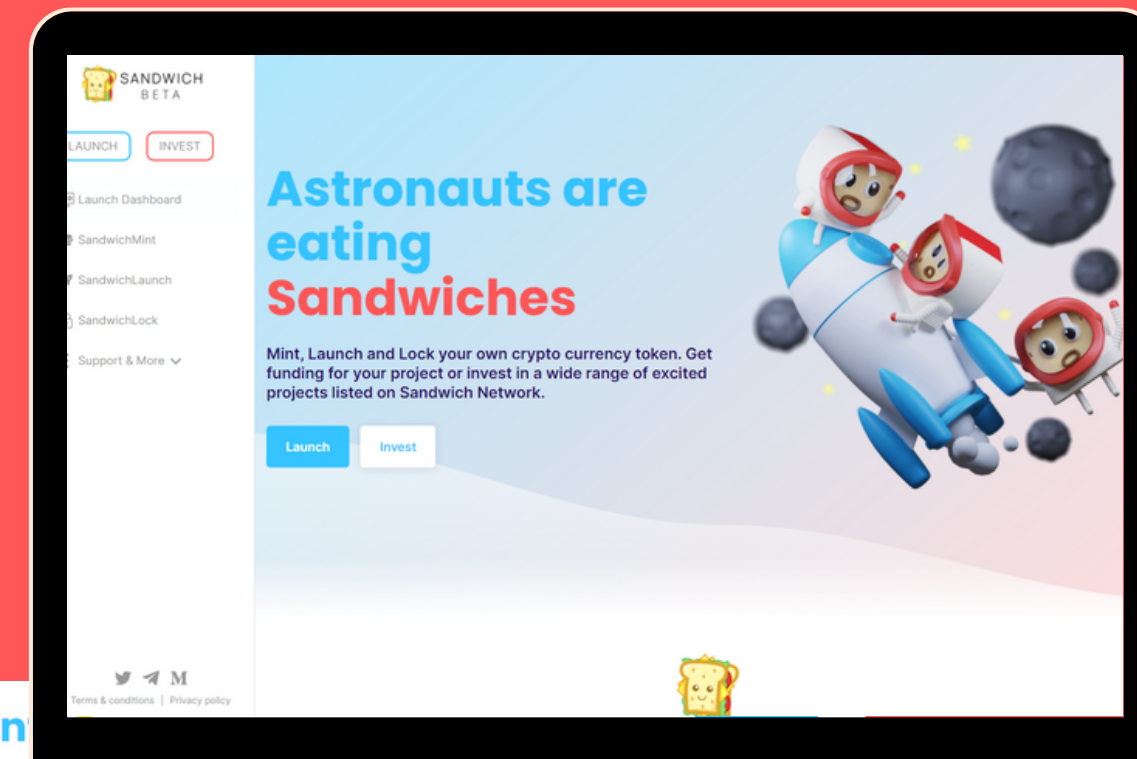 SANDWICH
BETA
LAUNCH
INVEST
Launch Dashboard
SandwichMint
SandwichLaunch
SandwichLock
Support & More
Terms & conditions | Privacy policy
Astronauts are
eating
Sandwiches
Mint, Launch and Lock your own crypto currency token. Get
funding for your project or invest in a wide range of excited
projects listed on Sandwich Network.
Launch
Invest